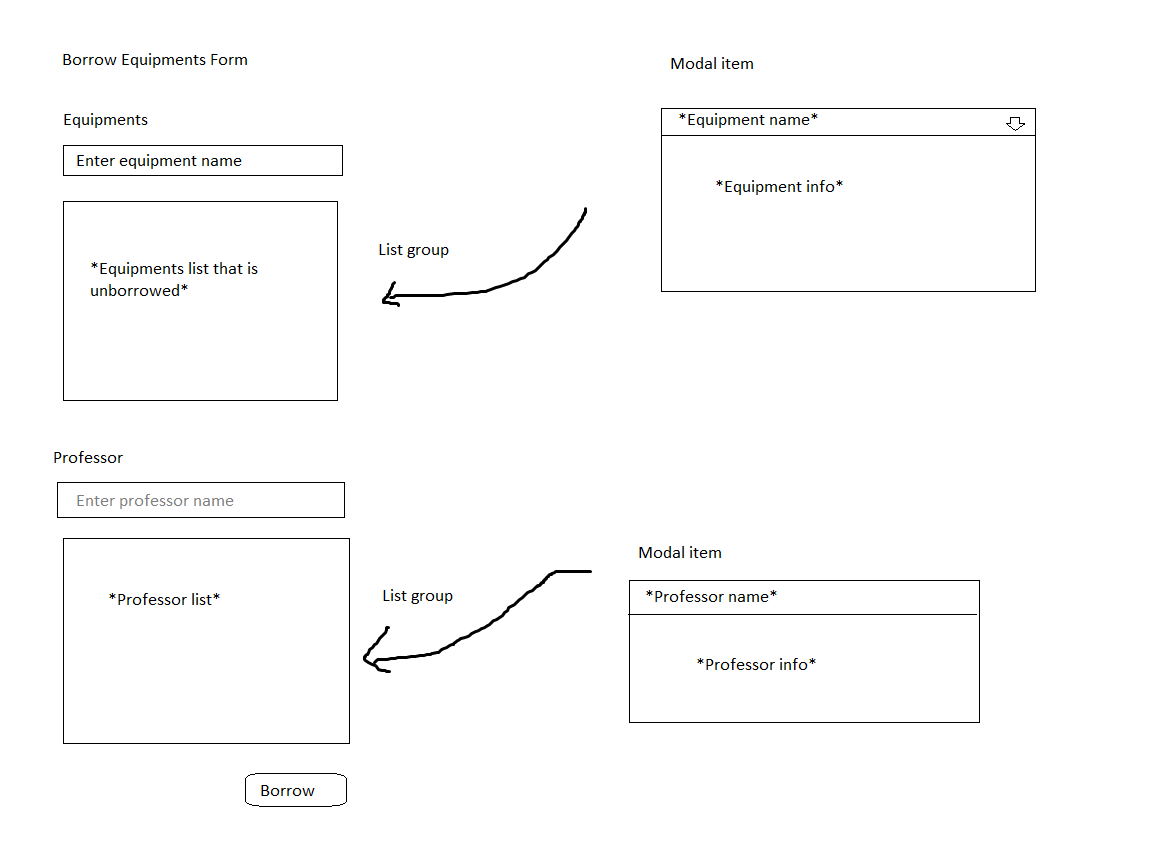 Borrow Equipments Form
Modal item
Equipments
*Equipment name*
Enter equipment name
*Equipment info*
List group
*Equipments list that is
unborrowed*
Professor
Enter professor name
Modal item
*Professor list*
List group
*Professor name*
*Professor info*
Borrow